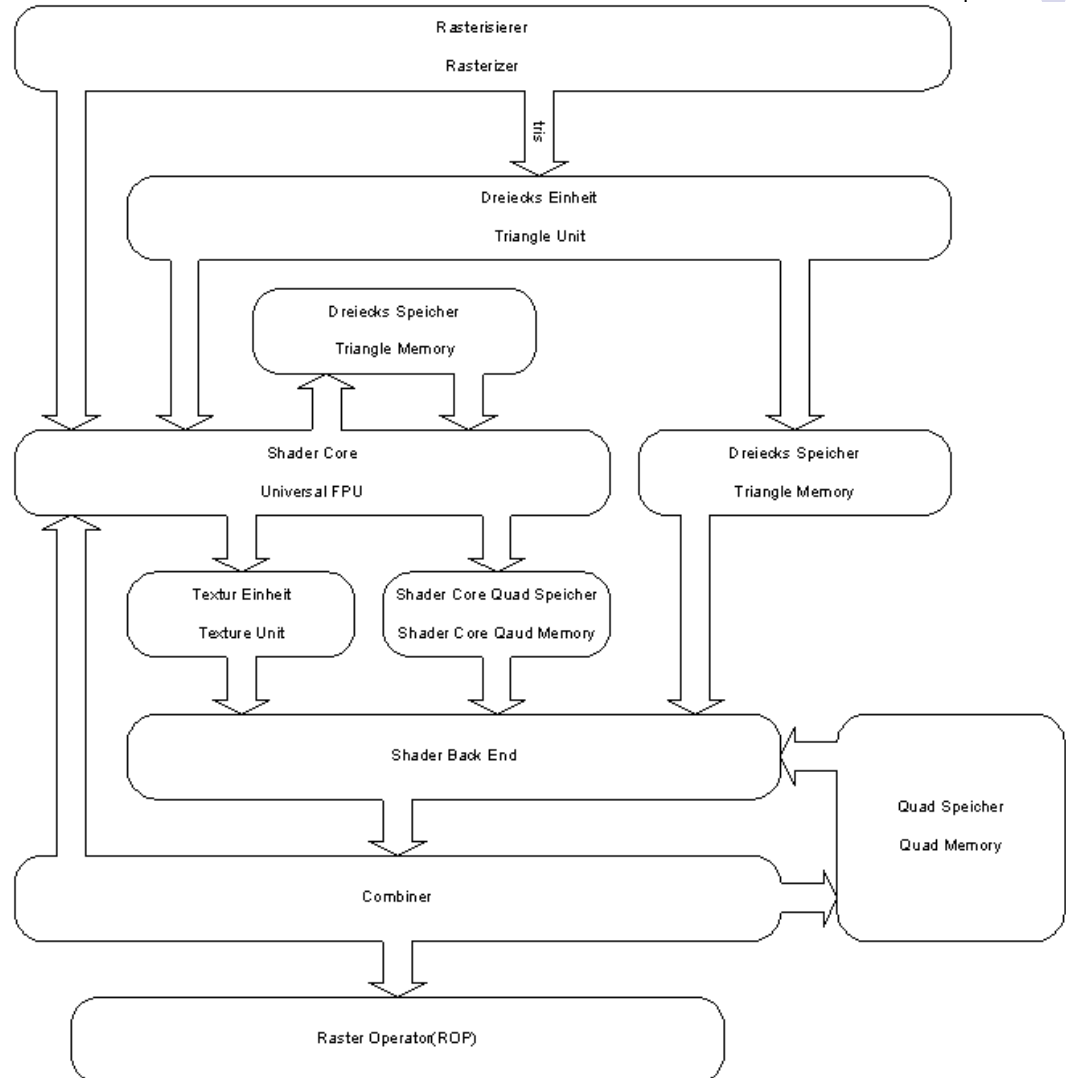 Rasterisierer
Rasterizer
tris
Dreiecks Einheit
Triangle Unit
Dreiecks Speicher
Triangle Memory
Shader Core
Universal FPU
Dreiecks Speicher
Triangle Memory
Textur Einheit
Texture Unit
Shader Core Quad Speicher
Shader Core Qaud Memory
Shader Back End
Quad Speicher
Quad Memory
Combiner
Raster Operator(ROP)